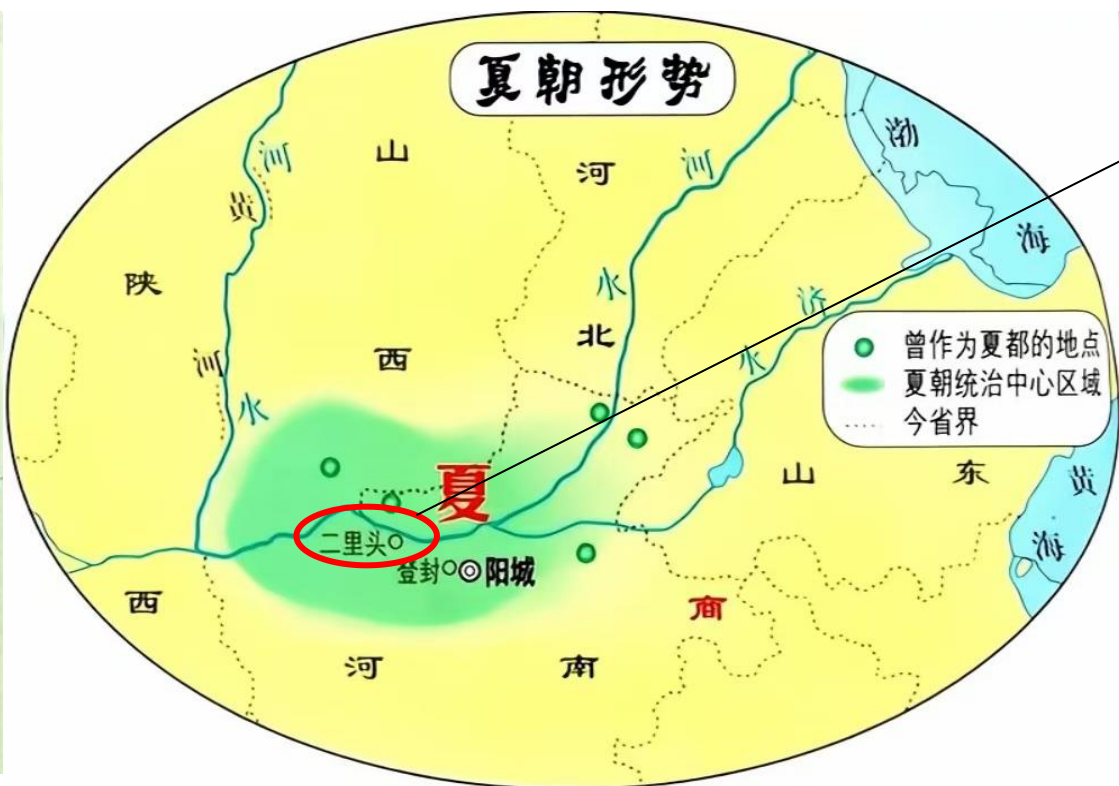 夏朝形势
山
河
河
渤
海
黄
河
陕
水
济
北
水
西
河
水
曾作为夏都的地点
夏朝统治中心区域
今省界
夏
山
东
黄
海
二里头
登封
阳城
西
商
河
南